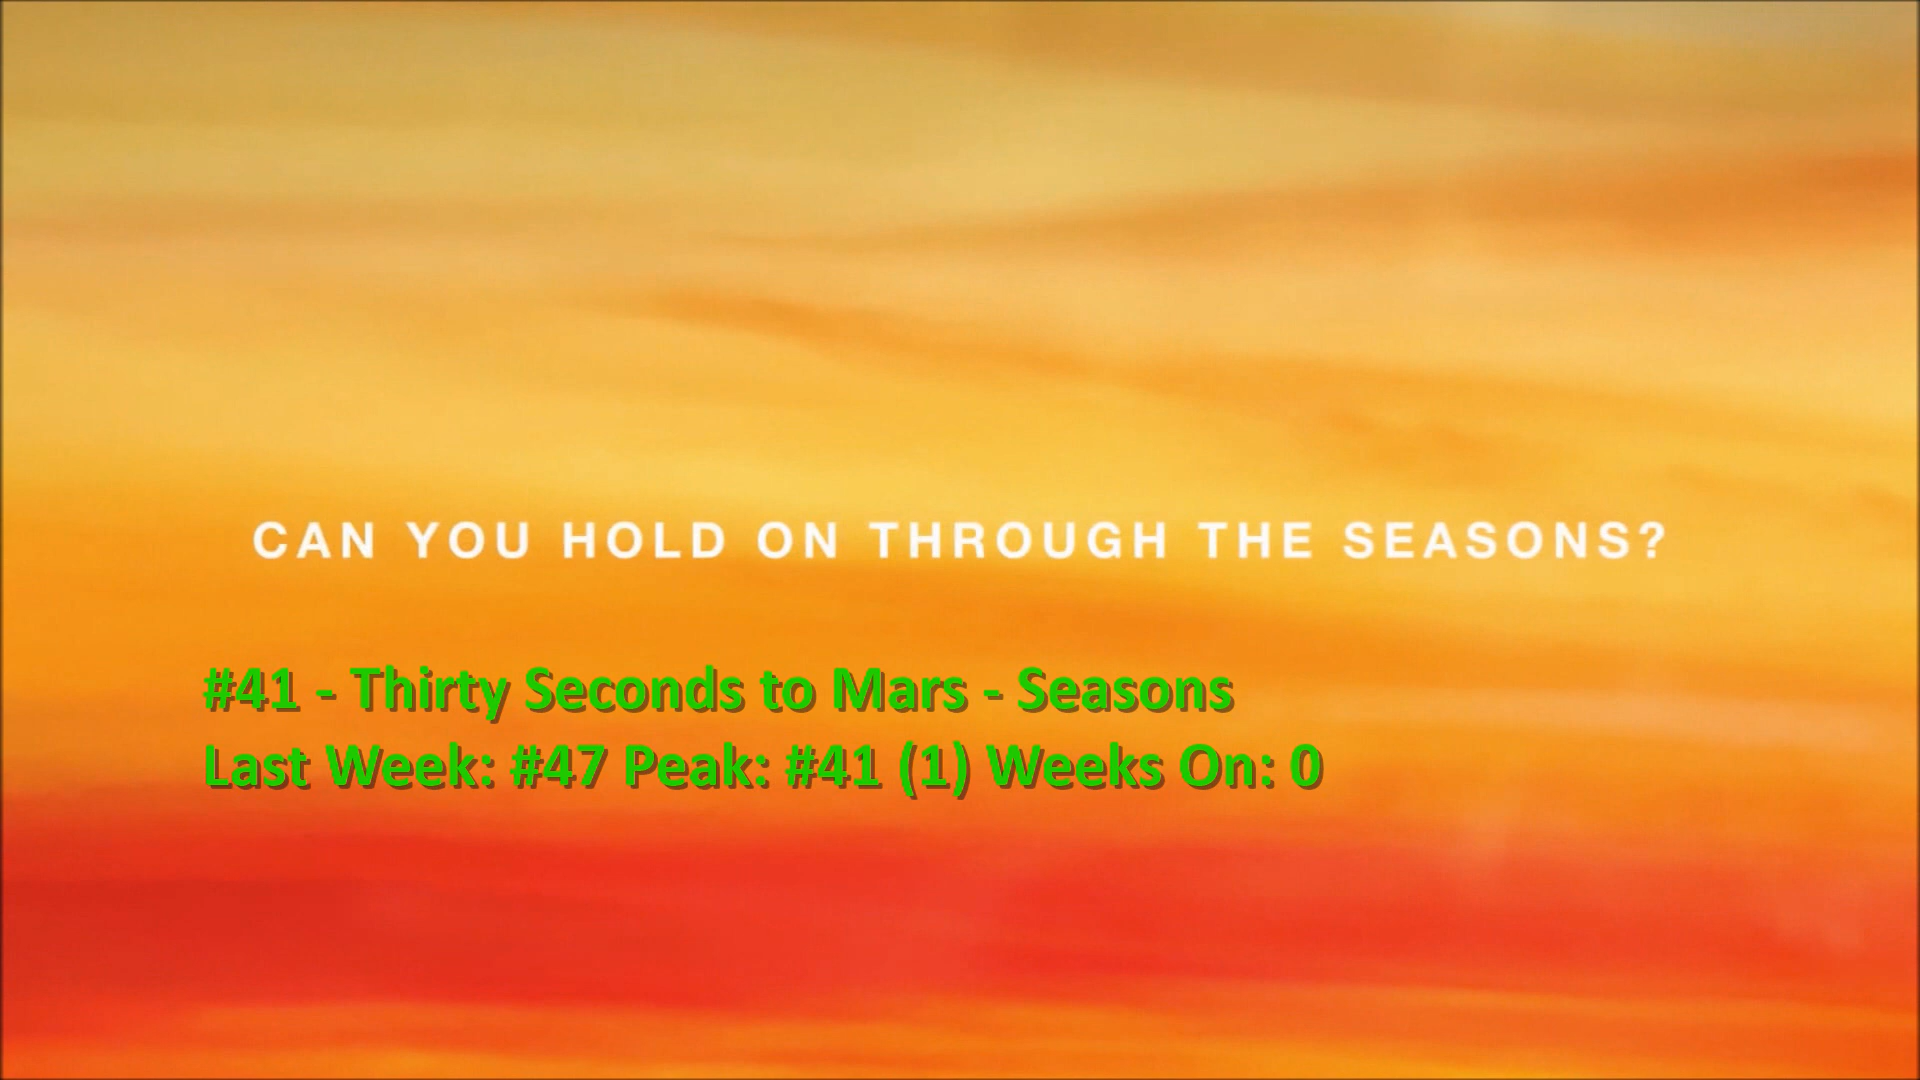 CAN YOU HOLD ON THROUGH THE SEASONS?
#41 - Thirty Seconds to Mars - Seasons
Last Week: #47 Peak: #41 (1) Weeks On: 0